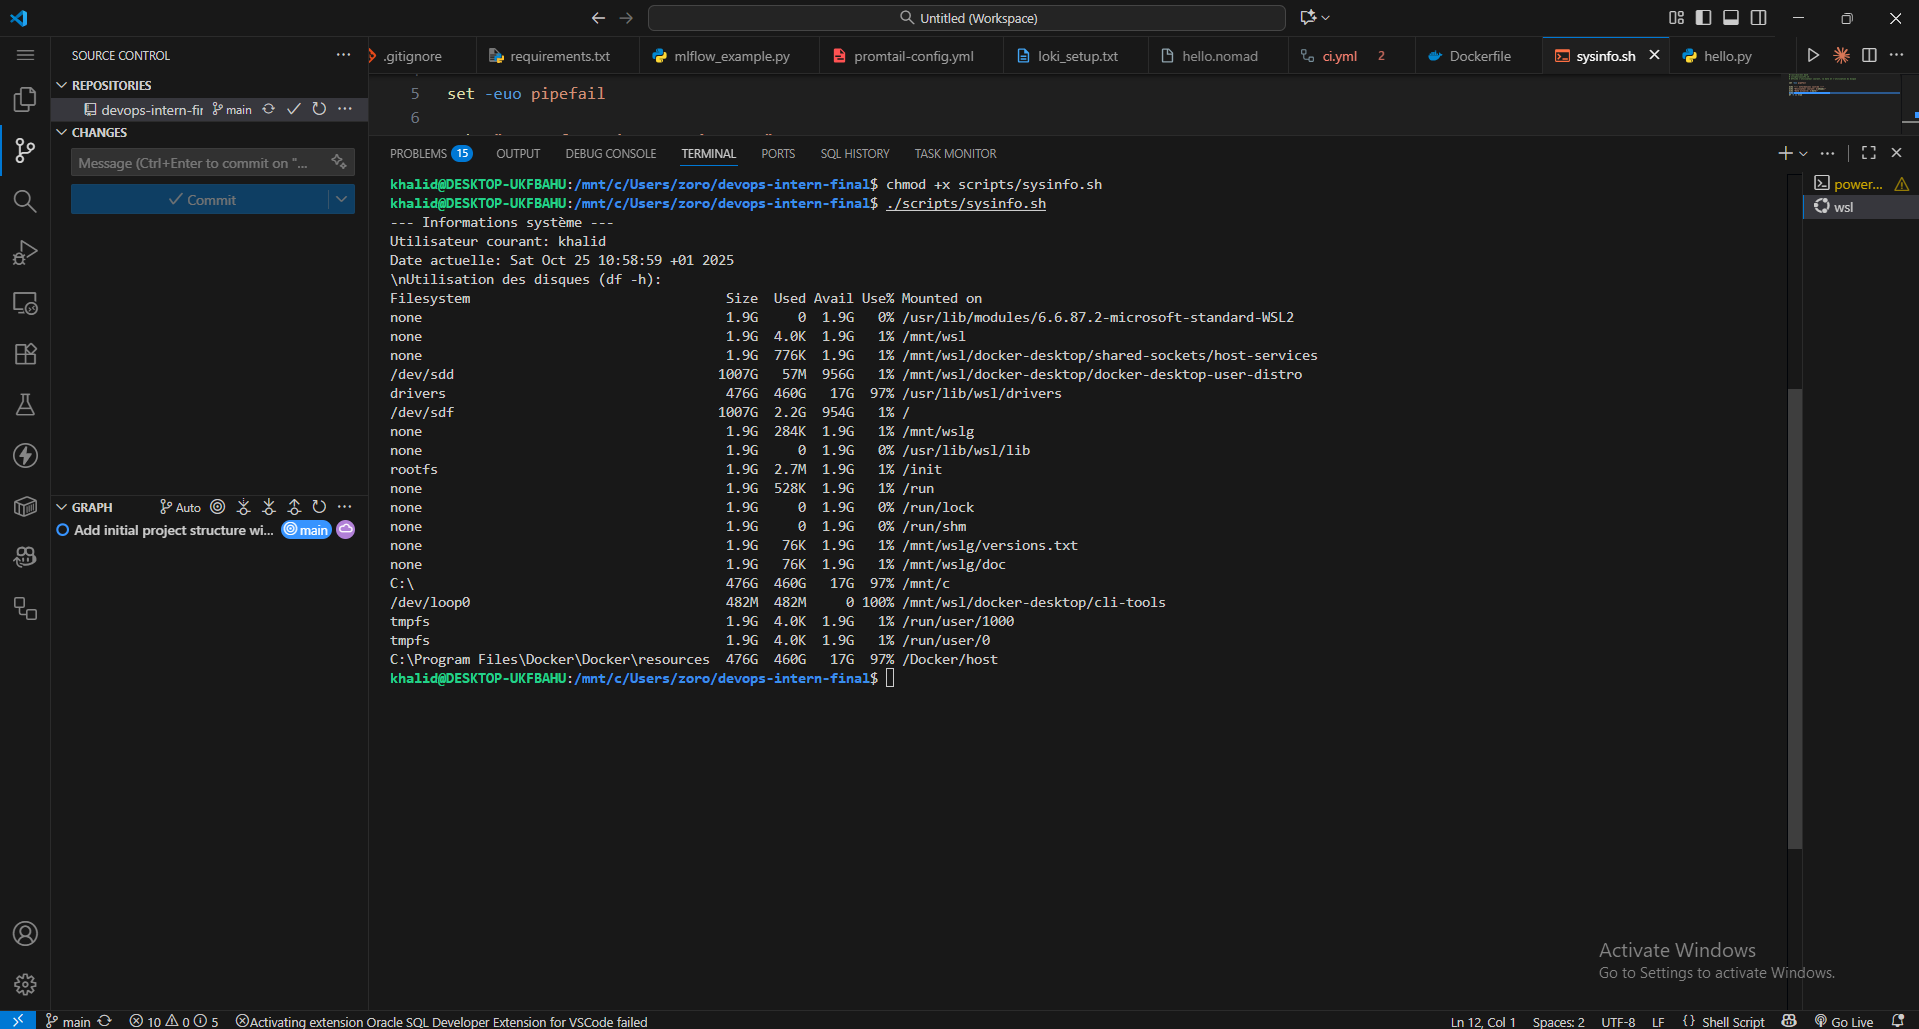 Untitled (Workspace)
SOURCE CONTROL
.gitignore
requirements.txt
mlflow_example.py
promtail-config.yml
loki_setup.txt
hello.nomad
ci.yml 2
Dockerfile
sysinfo.sh
hello.py
REPOSITORIES
devops-intern-fir main
CHANGES
Message (Ctrl+Enter to commit on "...
Commit
5 set -euo pipefail
6
PROBLEMS 15 OUTPUT DEBUG CONSOLE TERMINAL PORTS SQL HISTORY TASK MONITOR
power...
wsl
khalid@DESKTOP-UKFBAHU:/mnt/c/Users/zoro/devops-intern-final$ chmod +x scripts/sysinfo.sh
khalid@DESKTOP-UKFBAHU:/mnt/c/Users/zoro/devops-intern-final$ ./scripts/sysinfo.sh
--- Informations système ---
Utilisateur courant: khalid
Date actuelle: Sat Oct 25 10:58:59 +01 2025
\nUtilisation des disques (df -h):
Filesystem Size Used Avail Use% Mounted on
none 1.9G 0 1.9G 0% /usr/lib/modules/6.6.87.2-microsoft-standard-WSL2
none 1.9G 4.0K 1.9G 1% /mnt/wsl
none 1.9G 776K 1.9G 1% /mnt/wsl/docker-desktop/shared-sockets/host-services
/dev/sdd 1007G 57M 956G 1% /mnt/wsl/docker-desktop/docker-desktop-user-distro
drivers 476G 460G 17G 97% /usr/lib/wsl/drivers
/dev/sdf 1007G 2.2G 954G 1% /
none 1.9G 284K 1.9G 1% /mnt/wslg
none 1.9G 0 1.9G 0% /usr/lib/wsl/lib
rootfs 1.9G 2.7M 1.9G 1% /init
none 1.9G 528K 1.9G 1% /run
none 1.9G 0 1.9G 0% /run/lock
none 1.9G 0 1.9G 0% /run/shm
none 1.9G 76K 1.9G 1% /mnt/wslg/versions.txt
none 1.9G 76K 1.9G 1% /mnt/wslg/doc
C:\ 476G 460G 17G 97% /mnt/c
/dev/loop0 482M 482M 0 100% /mnt/wsl/docker-desktop/cli-tools
tmpfs 1.9G 4.0K 1.9G 1% /run/user/1000
tmpfs 1.9G 4.0K 1.9G 1% /run/user/0
C:\Program Files\Docker\Docker\resources 476G 460G 17G 97% /Docker/host
khalid@DESKTOP-UKFBAHU:/mnt/c/Users/zoro/devops-intern-final$
GRAPH Auto
Add initial project structure wi... main
Activate Windows
Go to Settings to activate Windows.
main 10 0 5 Activating extension Oracle SQL Developer Extension for VSCode failed
Ln 12, Col 1 Spaces: 2 UTF-8 LF {} Shell Script Go Live